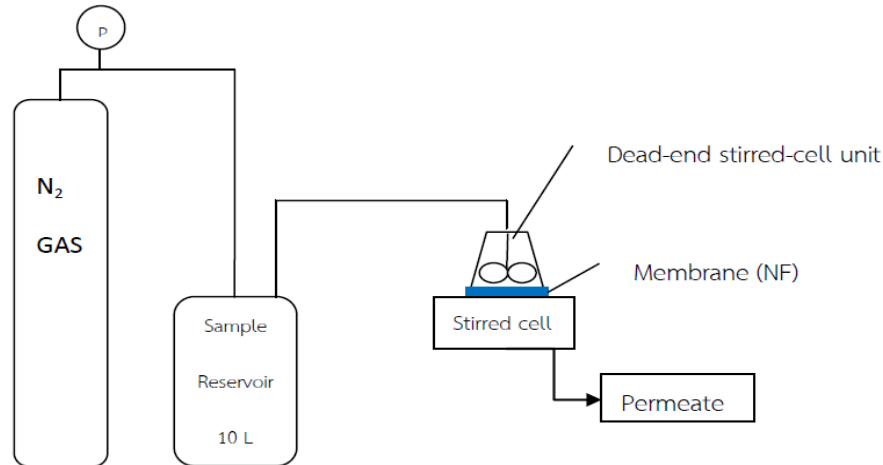 P
N₂
GAS
Sample
Reservoir
10 L
Dead-end stirred-cell unit
Membrane (NF)
Stirred cell
Permeate